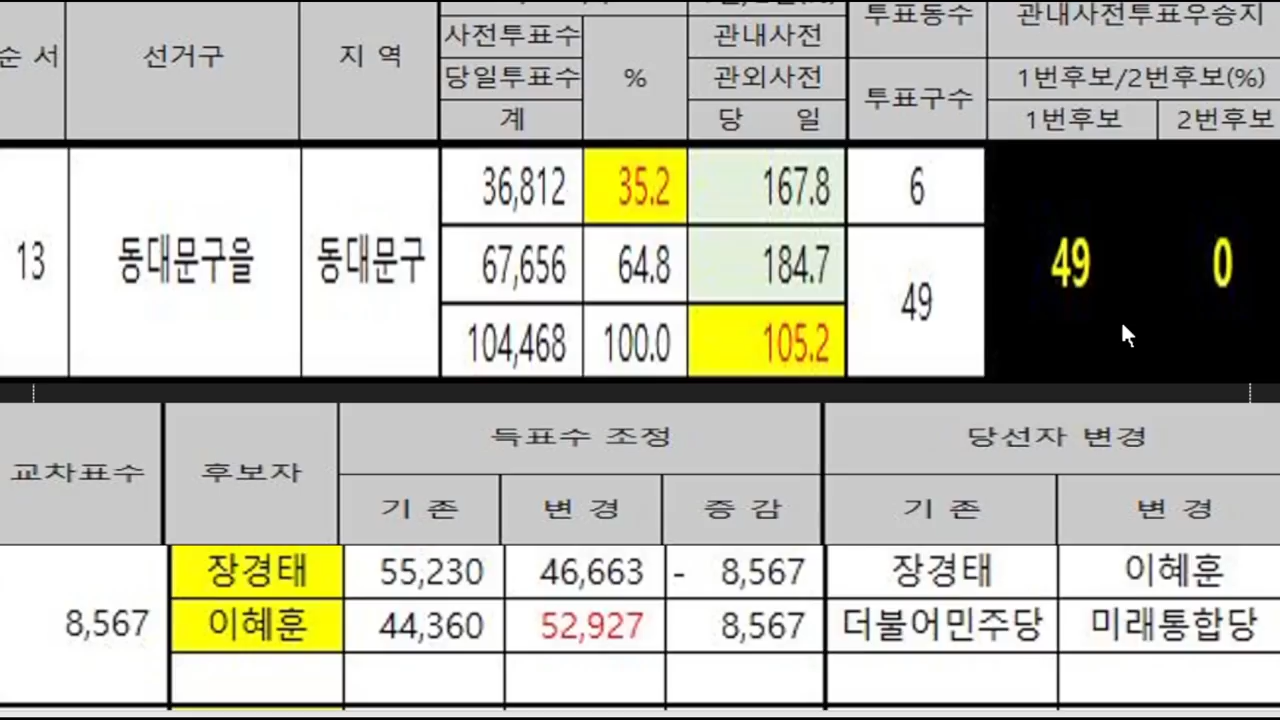 순 서 선거구 지 역 사전투표수 당일투표수 계 % 관내사전 관외사전 당 일 투표동수 투표구수 관내사전투표우승지
1번후보/2번후보(%)
1번후보 2번후보
13 동대문구을 동대문구 36,812 35.2 167.8 6 49 0
67,656 64.8 184.7 49
104,468 100.0 105.2
교차표수 후보자 득표수 조정 당선자 변경
기 존 변 경 증 감 기 존 변 경
장경태 55,230 46,663 - 8,567 장경태 이혜훈
8,567 이혜훈 44,360 52,927 8,567 더불어민주당 미래통합당